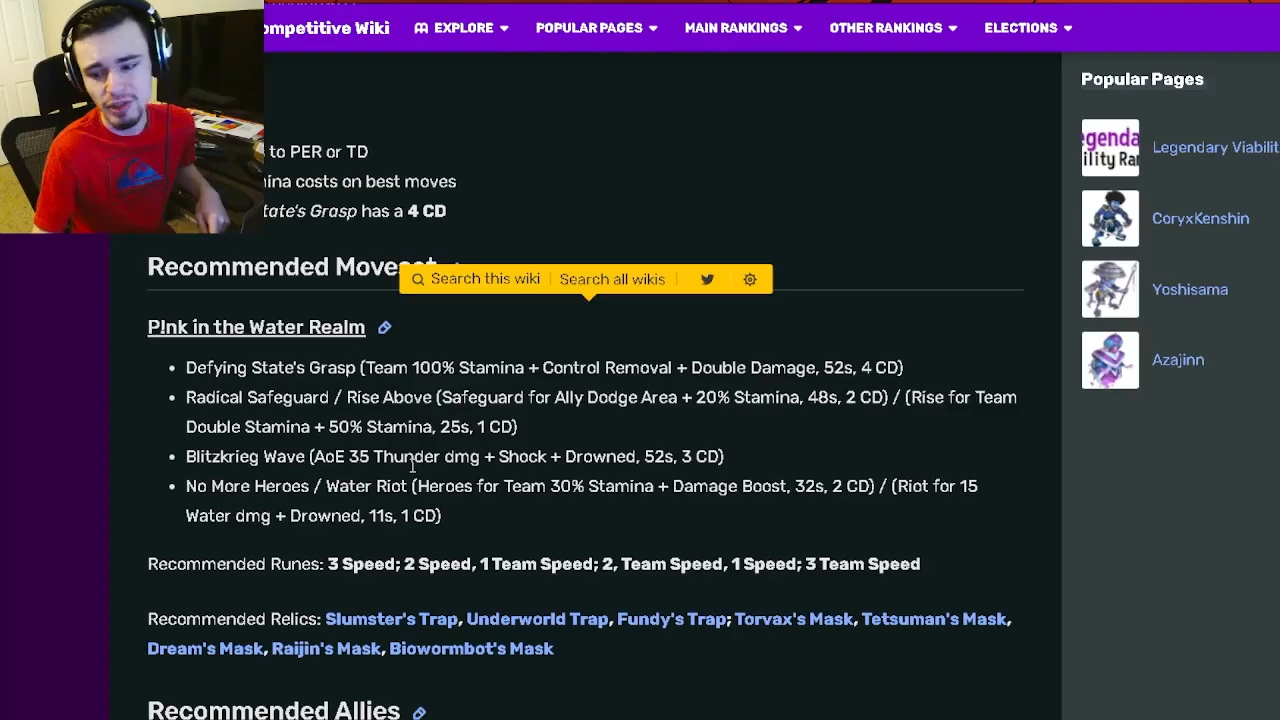 ompetitive Wiki EXPLORE POPULAR PAGES MAIN RANKINGS OTHER RANKINGS ELECTIONS
Popular Pages
Legendary Viabilit
CoryxKenshin
Yoshisama
Azajinn
to PER or TD
ina costs on best moves
tate's Grasp has a 4 CD
Recommended Moveset
Search this wiki Search all wikis
P!nk in the Water Realm
Defying State's Grasp (Team 100% Stamina + Control Removal + Double Damage, 52s, 4 CD)
Radical Safeguard / Rise Above (Safeguard for Ally Dodge Area + 20% Stamina, 48s, 2 CD) / (Rise for Team
Double Stamina + 50% Stamina, 25s, 1 CD)
Blitzkrieg Wave (AoE 35 Thunder dmg + Shock + Drowned, 52s, 3 CD)
No More Heroes / Water Riot (Heroes for Team 30% Stamina + Damage Boost, 32s, 2 CD) / (Riot for 15
Water dmg + Drowned, 11s, 1 CD)
Recommended Runes: 3 Speed; 2 Speed, 1 Team Speed; 2, Team Speed, 1 Speed; 3 Team Speed
Recommended Relics: Slumster's Trap, Underworld Trap, Fundy's Trap; Torvax's Mask, Tetsuman's Mask,
Dream's Mask, Raijin's Mask, Biowormbot's Mask
Recommended Allies